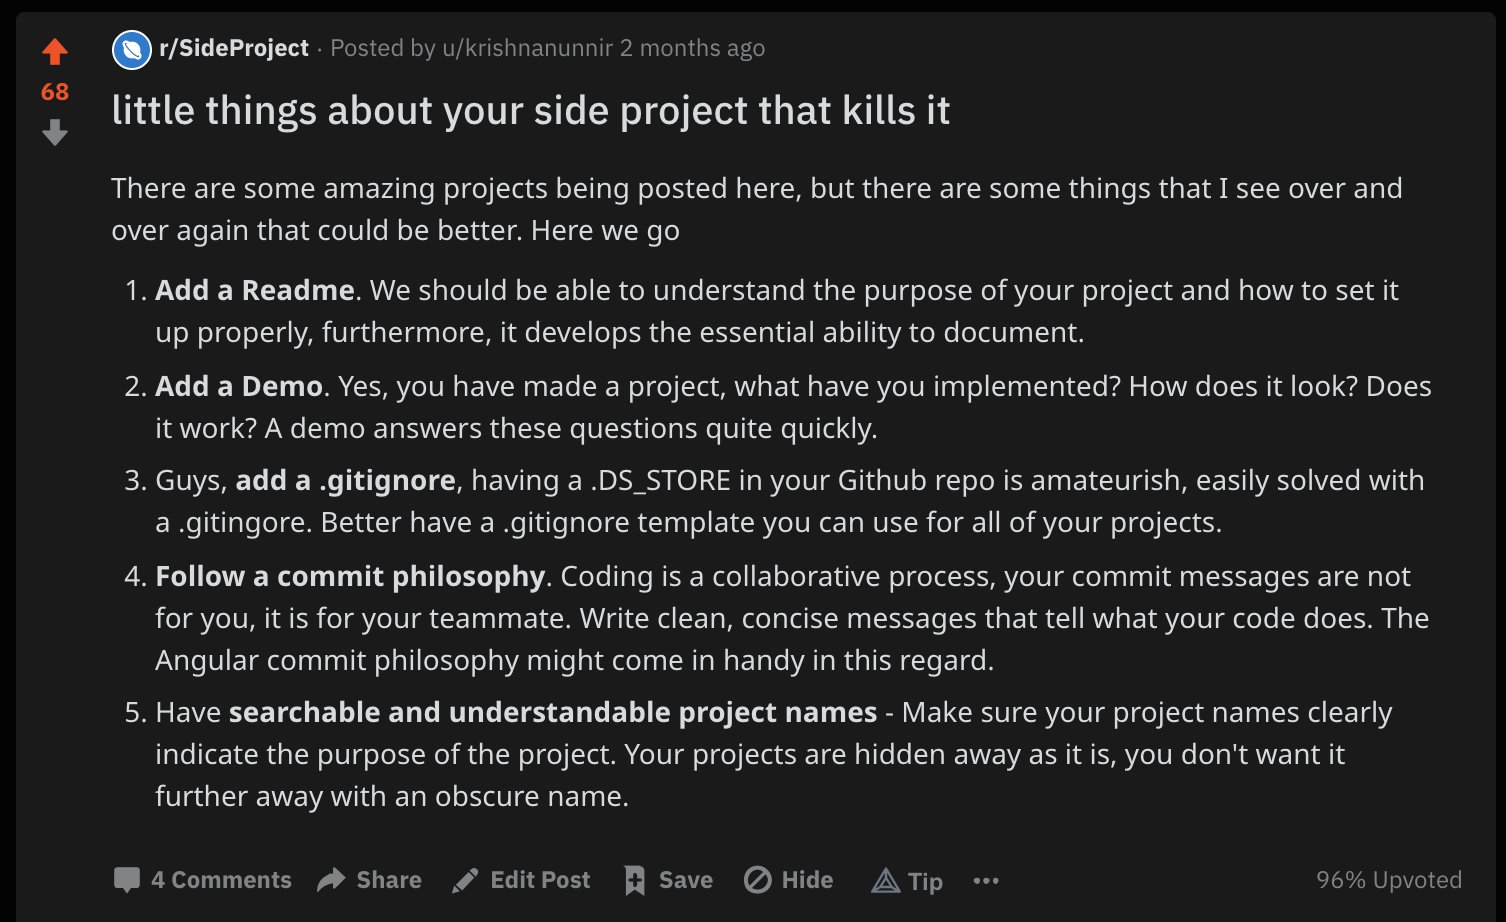 r/SideProject · Posted by u/krishnanunnir 2 months ago
68
little things about your side project that kills it
There are some amazing projects being posted here, but there are some things that I see over and
over again that could be better. Here we go
1. Add a Readme. We should be able to understand the purpose of your project and how to set it
up properly, furthermore, it develops the essential ability to document.
2. Add a Demo. Yes, you have made a project, what have you implemented? How does it look? Does
it work? A demo answers these questions quite quickly.
3. Guys, add a .gitignore, having a .DS_STORE in your Github repo is amateurish, easily solved with
a .gitingore. Better have a .gitignore template you can use for all of your projects.
4. Follow a commit philosophy. Coding is a collaborative process, your commit messages are not
for you, it is for your teammate. Write clean, concise messages that tell what your code does. The
Angular commit philosophy might come in handy in this regard.
5. Have searchable and understandable project names - Make sure your project names clearly
indicate the purpose of the project. Your projects are hidden away as it is, you don't want it
further away with an obscure name.
4 Comments Share Edit Post Save Hide Tip ••• 96% Upvoted